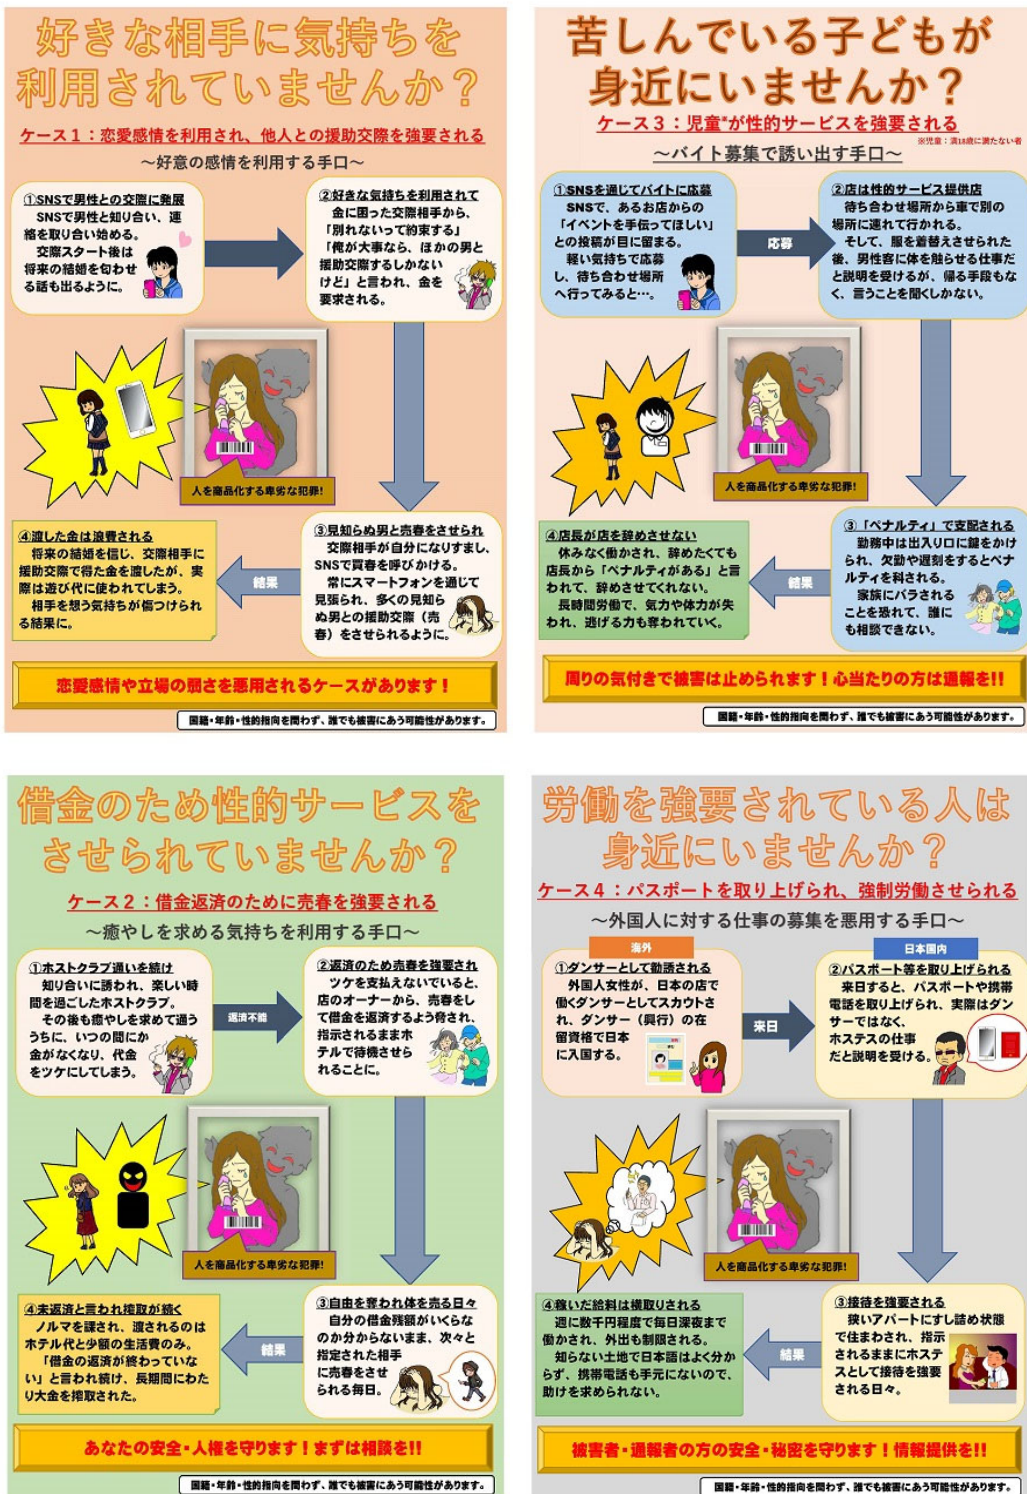 好きな相手に気持ちを
利用されていませんか？
ケース１：恋愛感情を利用され、他人との援助交際を強要される
～好意の感情を利用する手口～
①SNSで男性との交際に発展
SNSで男性と知り合い、連
絡を取り合い始める。
交際スタート後は
将来の結婚を匂わせ
る話も出るように。
②好きな気持ちを利用されて
金に困った交際相手から、
「別れないって約束する」
「俺が大事なら、ほかの男と
援助交際するしかない
けど」と言われ、金を
要求される。
人を商品化する卑劣な犯罪!
③見知らぬ男と売春をさせられ
交際相手が自分になりすまし、
SNSで買春を呼びかける。
常にスマートフォンを通じて
見張られ、多くの見知ら
ぬ男との援助交際（売
春）をさせられるように。
結果
④渡した金は浪費される
将来の結婚を信じ、交際相手に
援助交際で得た金を渡したが、実
際は遊び代に使われてしまう。
相手を想う気持ちが傷つけられ
る結果に。
恋愛感情や立場の弱さを悪用されるケースがあります！
国籍・年齢・性的指向を問わず、誰でも被害にあう可能性があります。
苦しんでいる子どもが
身近にいませんか？
ケース３：児童*が性的サービスを強要される
※児童：満18歳に満たない者
～バイト募集で誘い出す手口～
①SNSを通じてバイトに応募
SNSで、あるお店からの
「イベントを手伝ってほしい」
との投稿が目に留まる。
軽い気持ちで応募
し、待ち合わせ場所
へ行ってみると…。
応募
②店は性的サービス提供店
待ち合わせ場所から車で別の
場所に連れて行かれる。
そして、服を着替えさせられた
後、男性客に体を触らせる仕事だ
と説明を受けるが、帰る手段もな
く、言うことを聞くしかない。
人を商品化する卑劣な犯罪!
③「ペナルティ」で支配される
勤務中は出入り口に鍵をかけ
られ、欠勤や遅刻をするとペナ
ルティを科される。
家族にバラされる
ことを恐れて、誰に
も相談できない。
結果
④店長が店を辞めさせない
休みなく働かされ、辞めたくても
店長から「ペナルティがある」と言
われて、辞めさせてくれない。
長時間労働で、気力や体力が失
われ、逃げる力も奪われていく。
周りの気付きで被害は止められます！心当たりの方は通報を!!
国籍・年齢・性的指向を問わず、誰でも被害にあう可能性があります。
借金のため性的サービスを
させられていませんか？
ケース２：借金返済のために売春を強要される
～癒やしを求める気持ちを利用する手口～
①ホストクラブ通いを続け
知り合いに誘われ、楽しい時
間を過ごしたホストクラブ。
その後も癒やしを求めて通う
うちに、いつの間にか
金がなくなり、代金
をツケにしてしまう。
返済不能
②返済のため売春を強要され
ツケを支払えないでいると、
店のオーナーから、売春をし
て借金を返済するよう脅され、
指示されるままホ
テルで待機させら
れることに。
人を商品化する卑劣な犯罪!
③自由を奪われ体を売る日々
自分の借金残額がいくらな
のか分からないまま、次々と
指定された相手
に売春をさせ
られる毎日。
結果
④未返済と言われ搾取が続く
ノルマを課され、渡されるのは
ホテル代と少額の生活費のみ。
「借金の返済が終わっていな
い」と言われ続け、長期間にわた
り大金を搾取された。
あなたの安全・人権を守ります！まずは相談を!!
国籍・年齢・性的指向を問わず、誰でも被害にあう可能性があります。
労働を強要されている人は
身近にいませんか？
ケース４：パスポートを取り上げられ、強制労働させられる
～外国人に対する仕事の募集を悪用する手口～
海外
①ダンサーとして勧誘される
外国人女性が、日本の店で
働くダンサーとしてスカウトさ
れ、ダンサー（興行）の在
留資格で日本
に入国する。
来日
日本国内
②パスポート等を取り上げられる
来日すると、パスポートや携帯
電話を取り上げられ、実際はダン
サーではなく、
ホステスの仕事
だと説明を受ける。
人を商品化する卑劣な犯罪!
③接待を強要される
狭いアパートにすし詰め状態
で住まわされ、指示
されるままにホステ
スとして接待を強要
される日々。
結果
④稼いだ給料は横取りされる
週に数千円程度で毎日深夜まで
働かされ、外出も制限される。
知らない土地で日本語はよく分か
らず、携帯電話も手元にないので、
助けを求められない。
被害者・通報者の方の安全・秘密を守ります！情報提供を!!
国籍・年齢・性的指向を問わず、誰でも被害にあう可能性があります。